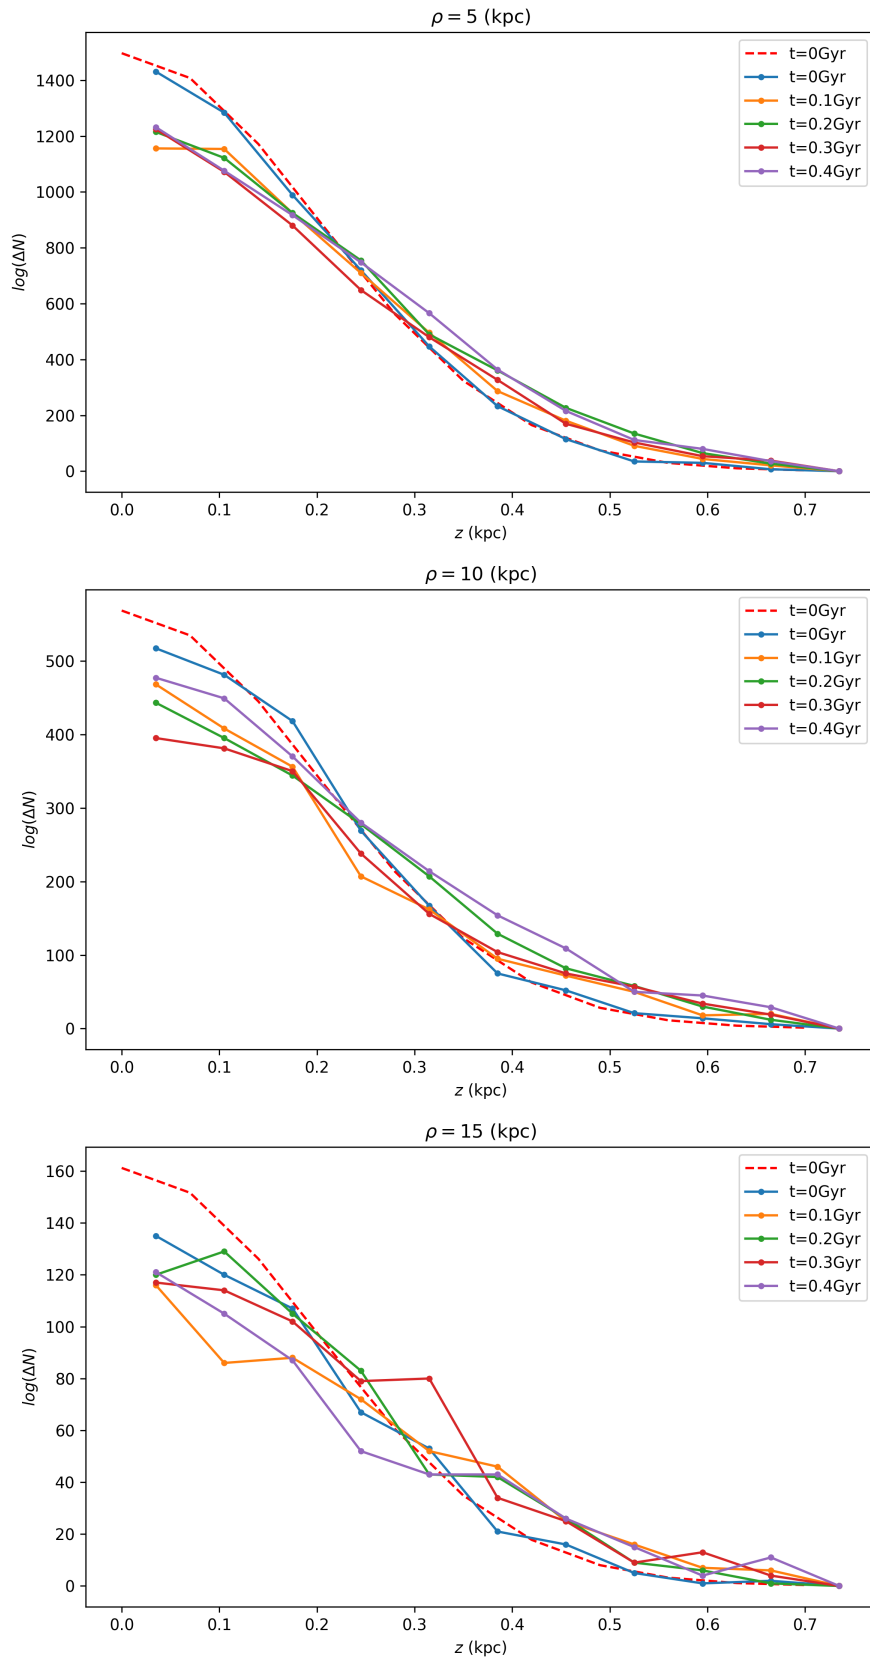 ρ = 5 (kpc)
log(ΔN)
1400
1200
1000
800
600
400
200
0
t=0Gyr
t=0Gyr
t=0.1Gyr
t=0.2Gyr
t=0.3Gyr
t=0.4Gyr
0.0 0.1 0.2 0.3 0.4 0.5 0.6 0.7
z (kpc)
ρ = 10 (kpc)
log(ΔN)
500
400
300
200
100
0
t=0Gyr
t=0Gyr
t=0.1Gyr
t=0.2Gyr
t=0.3Gyr
t=0.4Gyr
0.0 0.1 0.2 0.3 0.4 0.5 0.6 0.7
z (kpc)
ρ = 15 (kpc)
log(ΔN)
160
140
120
100
80
60
40
20
0
t=0Gyr
t=0Gyr
t=0.1Gyr
t=0.2Gyr
t=0.3Gyr
t=0.4Gyr
0.0 0.1 0.2 0.3 0.4 0.5 0.6 0.7
z (kpc)